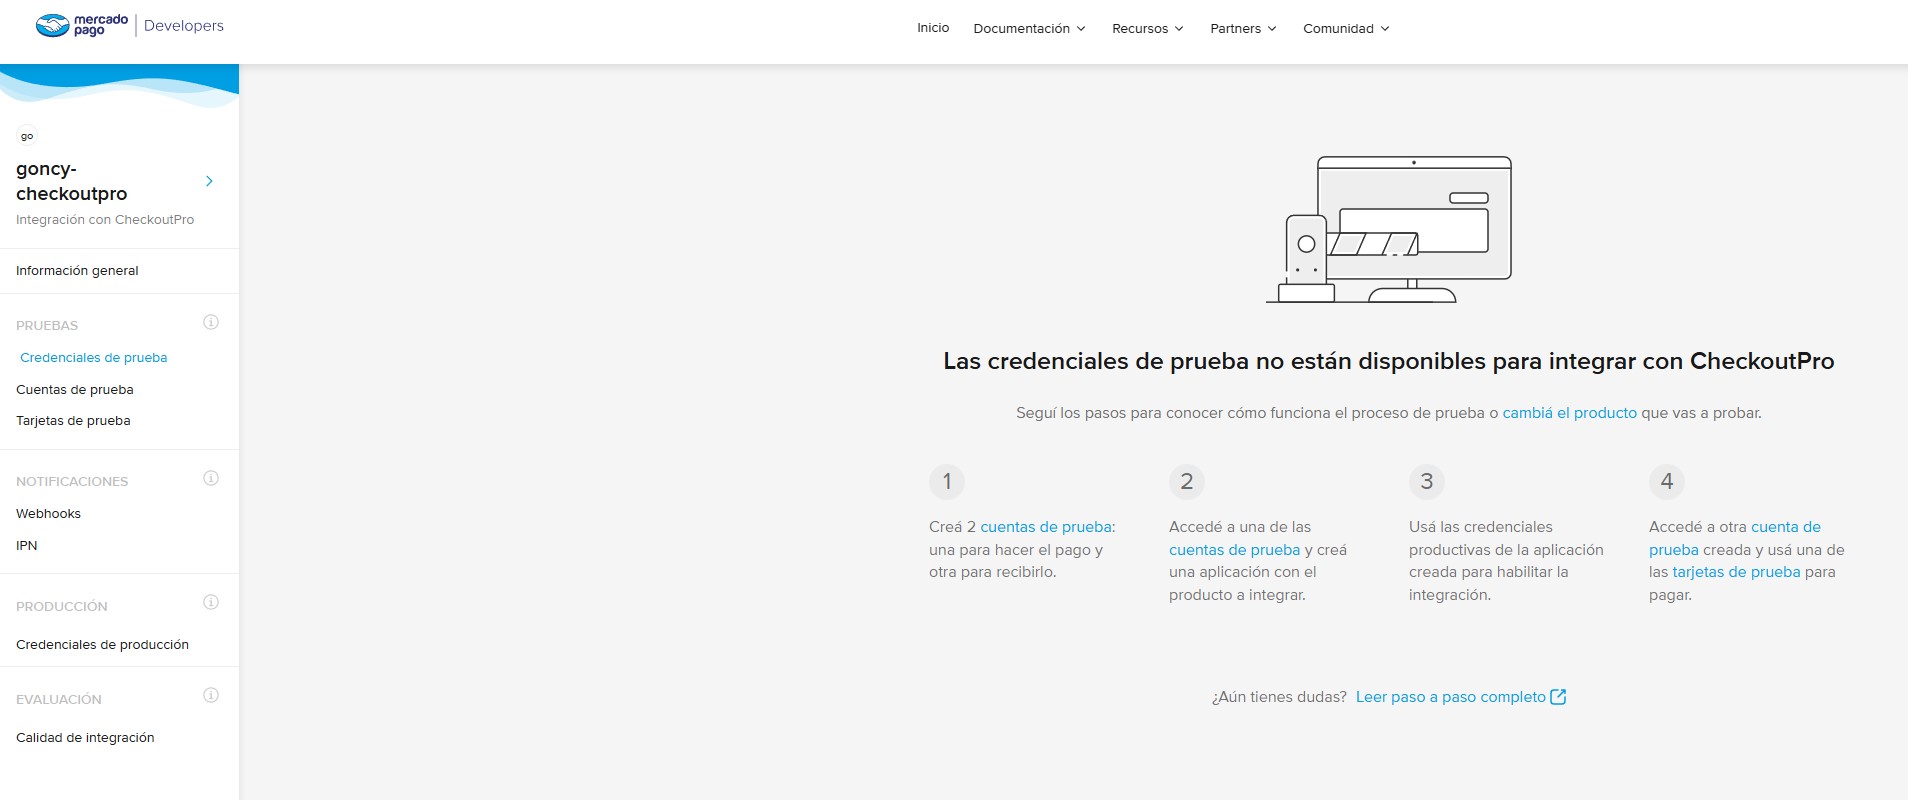 mercado
pago
Developers
Inicio
Documentación
Recursos
Partners
Comunidad
go
goncy-
checkoutpro
Integración con CheckoutPro
Información general
PRUEBAS
Credenciales de prueba
Cuentas de prueba
Tarjetas de prueba
NOTIFICACIONES
Webhooks
IPN
PRODUCCIÓN
Credenciales de producción
EVALUACIÓN
Calidad de integración
Las credenciales de prueba no están disponibles para integrar con CheckoutPro
Seguí los pasos para conocer cómo funciona el proceso de prueba o cambiá el producto que vas a probar.
1
Creá 2 cuentas de prueba:
una para hacer el pago y
otra para recibirlo.
2
Accedé a una de las
cuentas de prueba y creá
una aplicación con el
producto a integrar.
3
Usá las credenciales
productivas de la aplicación
creada para habilitar la
integración.
4
Accedé a otra cuenta de
prueba creada y usá una de
las tarjetas de prueba para
pagar.
¿Aún tienes dudas? Leer paso a paso completo